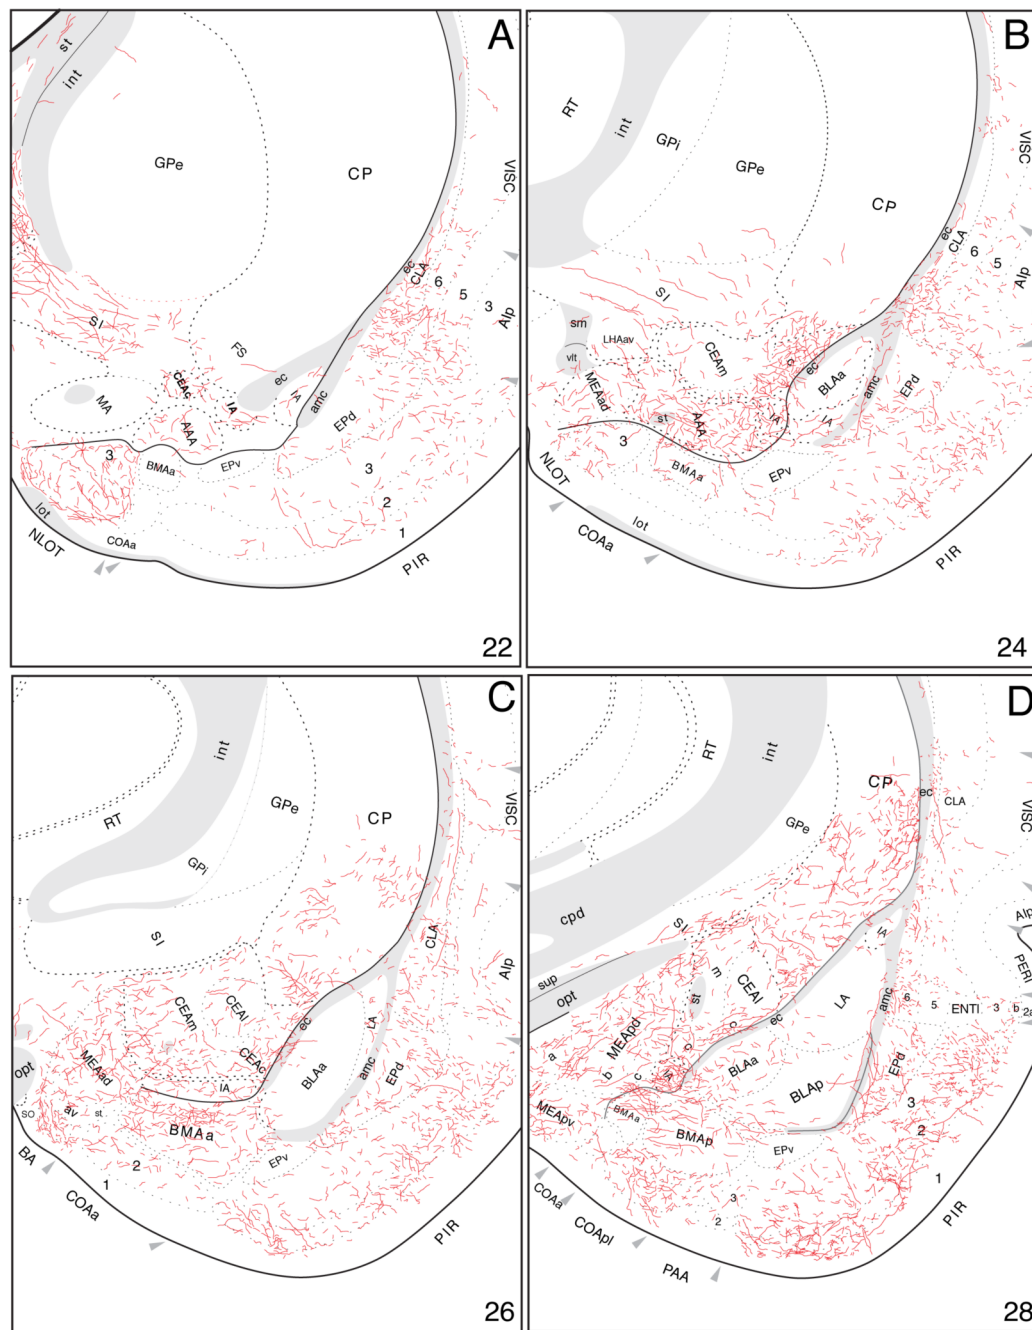 A
st
int
GPe
CP
VISC
ec
CLA
6
5
3
AIp
SI
FS
CEAc
ec
IA
IA
amc
MA
AAA
EPd
3
BMAa
EPv
3
2
1
lot
COAa
NLOT
PIR
22
B
RT
int
GPi
GPe
CP
VISC
ec
CLA
6
5
AIp
SI
sm
LHAav
vlt
CEAm
c
ec
BLAa
MEAad
amc
EPd
st
AAA
IA
IA
3
BMAa
EPv
NLOT
lot
COAa
PIR
24
C
int
GPe
CP
RT
VISC
GPi
SI
CLA
AIp
CEAm
CEAl
ec
LA
CEAc
BLAa
amc
EPd
opt
MEAad
IA
SO
av
st
BMAa
EPv
BA
2
1
COAa
PIR
26
D
RT
int
CP
ec
CLA
VISC
GPe
cpd
AIp
SI
IA
PERI
sup
m
CEAl
opt
st
LA
amc
6
5
ENTl
3
b
2a
MEApd
c
ec
a
c
b
c
IA
BLAa
BLAp
EPd
BMAa
3
MEApv
BMAp
2
EPv
1
3
COAa
2
COApl
PIR
PAA
28